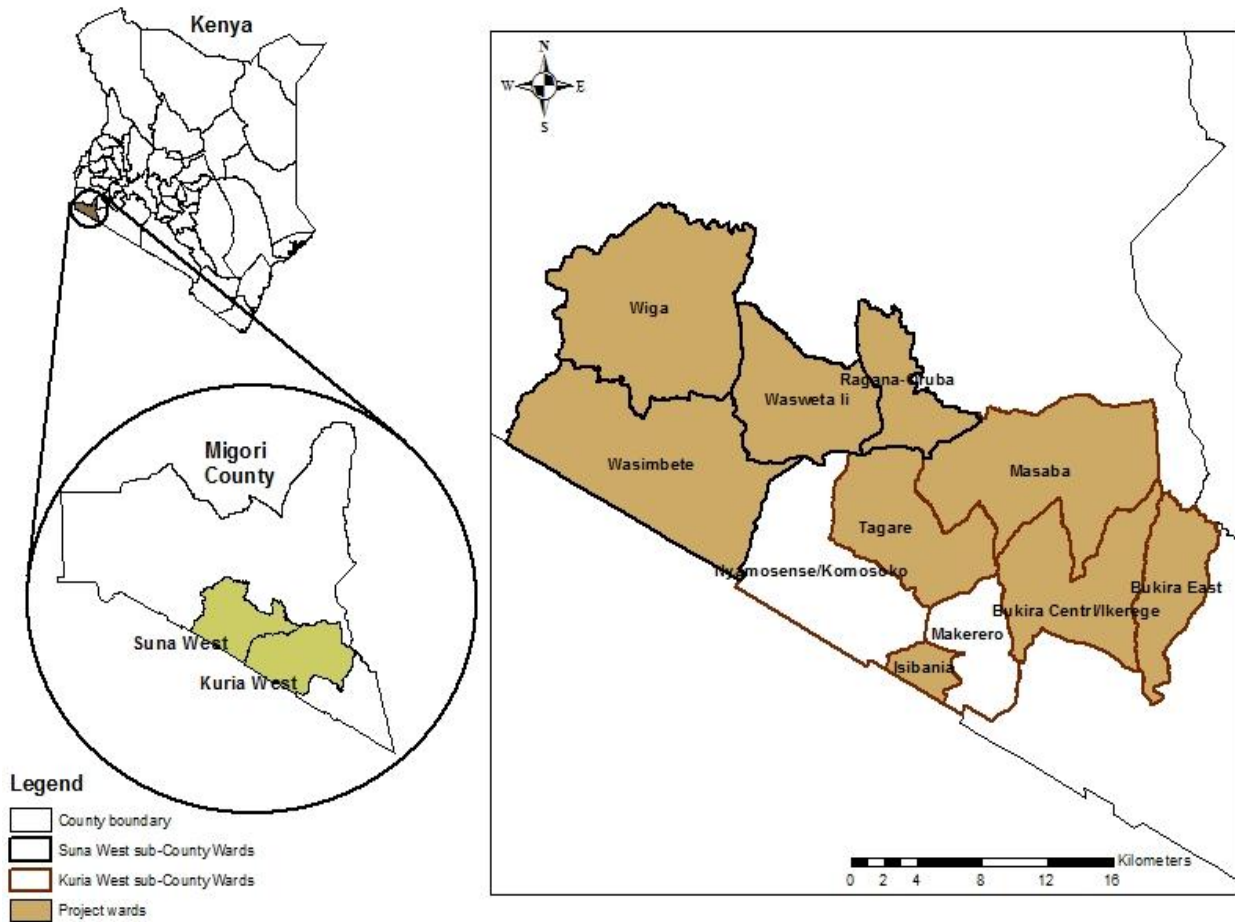 Kenya
N
W
E
S
Wiga
Ragana-Oruba
Wasweta Ii
Wasimbete
Masaba
Tagare
Nyamosense/Komosoko
Bukira East
Bukira Centrl/Ikerege
Makerero
Isibania
Migori
County
Suna West
Kuria West
Legend
County boundary
Suna West sub-County Wards
Kuria West sub-County Wards
Project wards
Kilometers
0 2 4 8 12 16